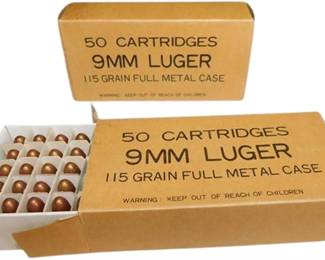 50 CARTRIDGES
9MM LUGER
115 GRAIN FULL METAL CASE
WARNING: KEEP OUT OF REACH OF CHILDREN
50 CARTRIDGES
9MM LUGER
115 GRAIN FULL METAL CASE
WARNING: KEEP OUT OF REACH OF CHILDREN